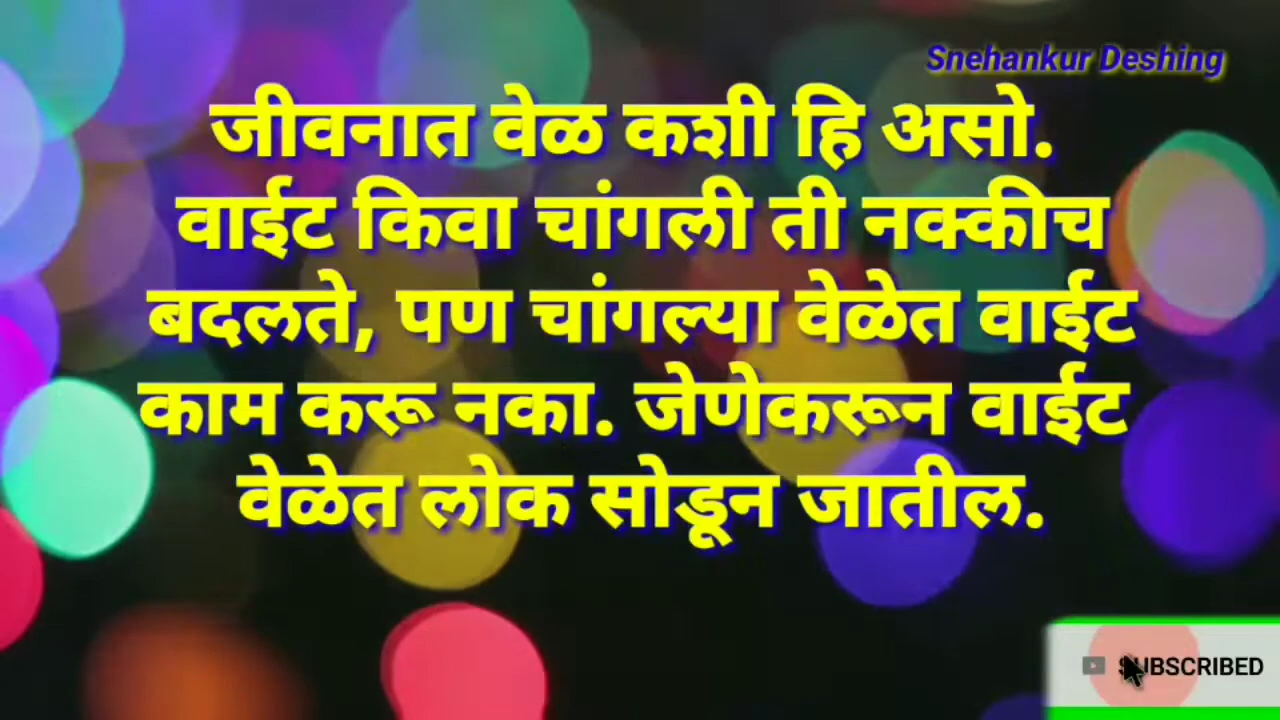 Snehankur Deshing
जीवनात वेळ कशी हि असो.
वाईट किवा चांगली ती नक्कीच
बदलते, पण चांगल्या वेळेत वाईट
काम करू नका. जेणेकरून वाईट
वेळेत लोक सोडून जातील.
SUBSCRIBED